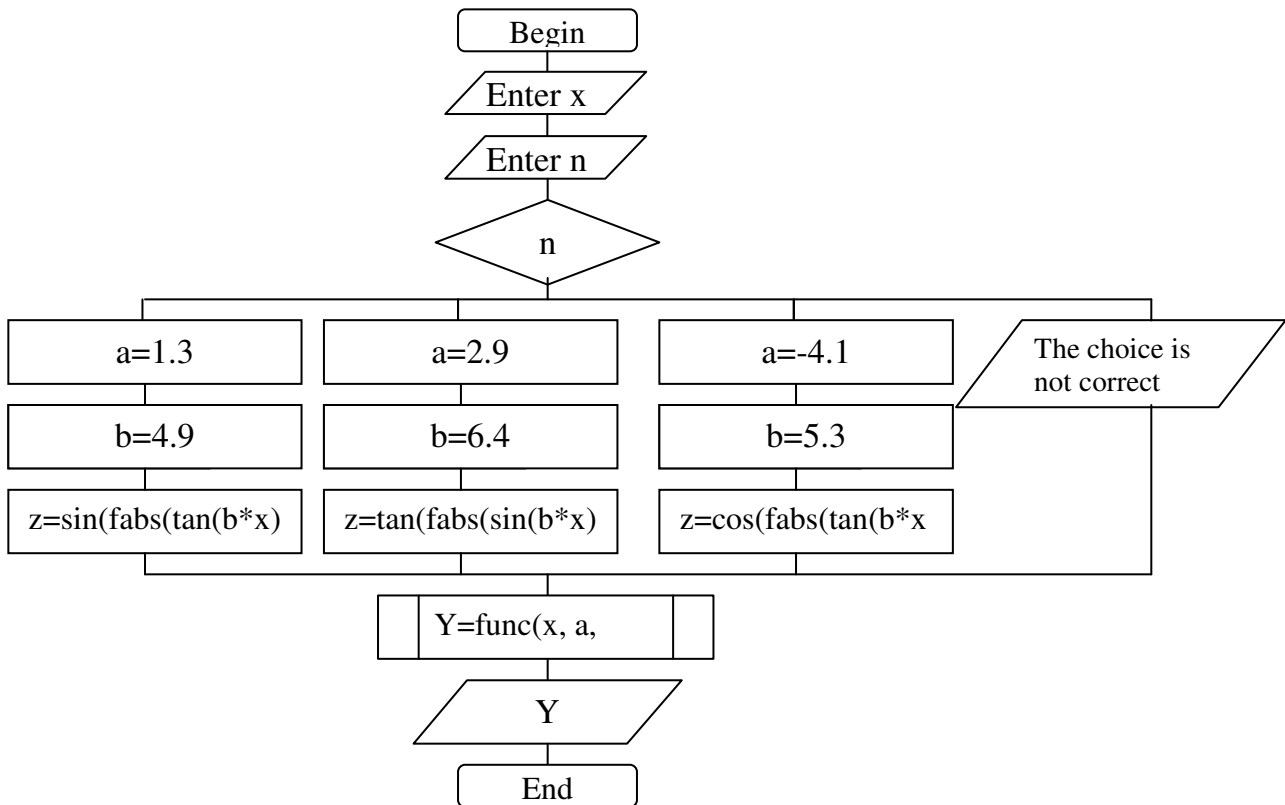 Begin
Enter x
Enter n
n
a=1.3
b=4.9
z=sin(fabs(tan(b*x)
a=2.9
b=6.4
z=tan(fabs(sin(b*x)
a=-4.1
b=5.3
z=cos(fabs(tan(b*x
The choice is
not correct
Y=func(x, a,
Y
End